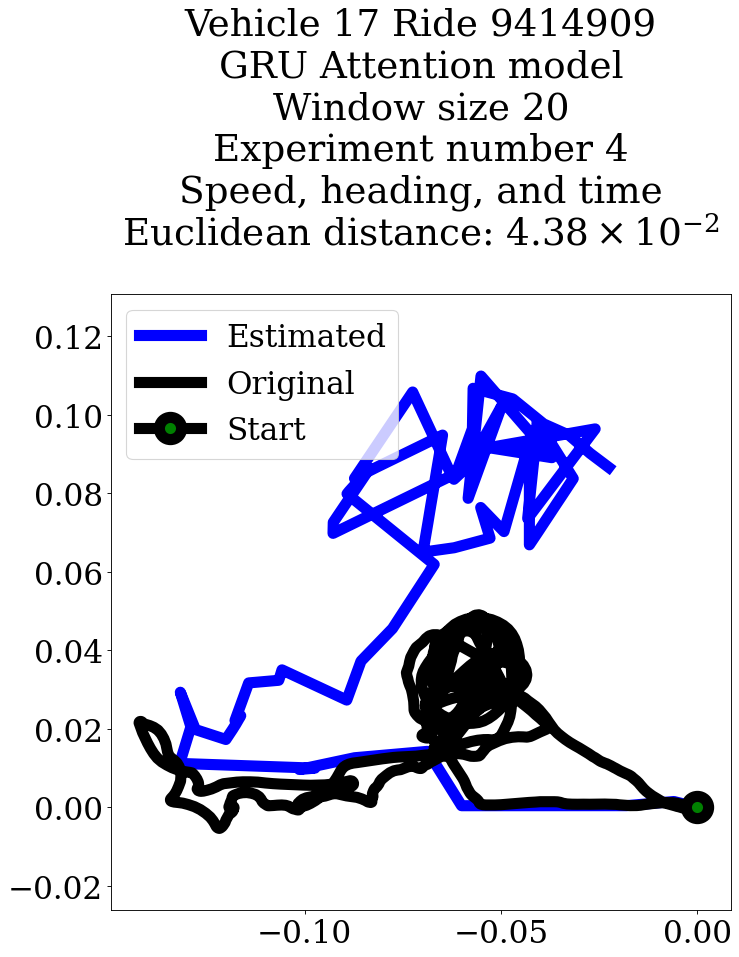 Vehicle 17 Ride 9414909
GRU Attention model
Window size 20
Experiment number 4
Speed, heading, and time
Euclidean distance: 4.38 × 10⁻²
Estimated
Original
Start
0.12
0.10
0.08
0.06
0.04
0.02
0.00
−0.02
−0.10
−0.05
0.00